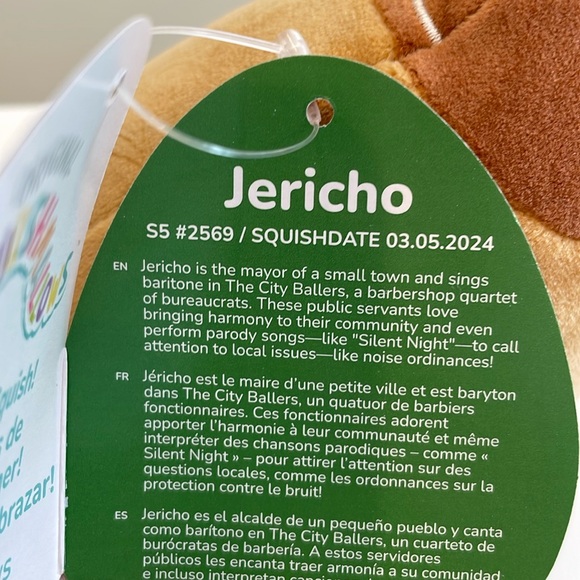 Jericho
S5 #2569 / SQUISHDATE 03.05.2024
EN Jericho is the mayor of a small town and sings
baritone in The City Ballers, a barbershop quartet
of bureaucrats. These public servants love
bringing harmony to their community and even
perform parody songs—like "Silent Night"—to call
attention to local issues—like noise ordinances!
FR Jéricho est le maire d'une petite ville et est baryton
dans The City Ballers, un quatuor de barbiers
fonctionnaires. Ces fonctionnaires adorent
apporter l'harmonie à leur communauté et même
interpréter des chansons parodiques – comme «
Silent Night » – pour attirer l'attention sur des
questions locales, comme les ordonnances sur la
protection contre le bruit!
ES Jericho es el alcalde de un pequeño pueblo y canta
como barítono en The City Ballers, un cuarteto de
burócratas de barbería. A estos servidores
públicos les encanta traer armonía a su comunidad
e incluso interpretan
de